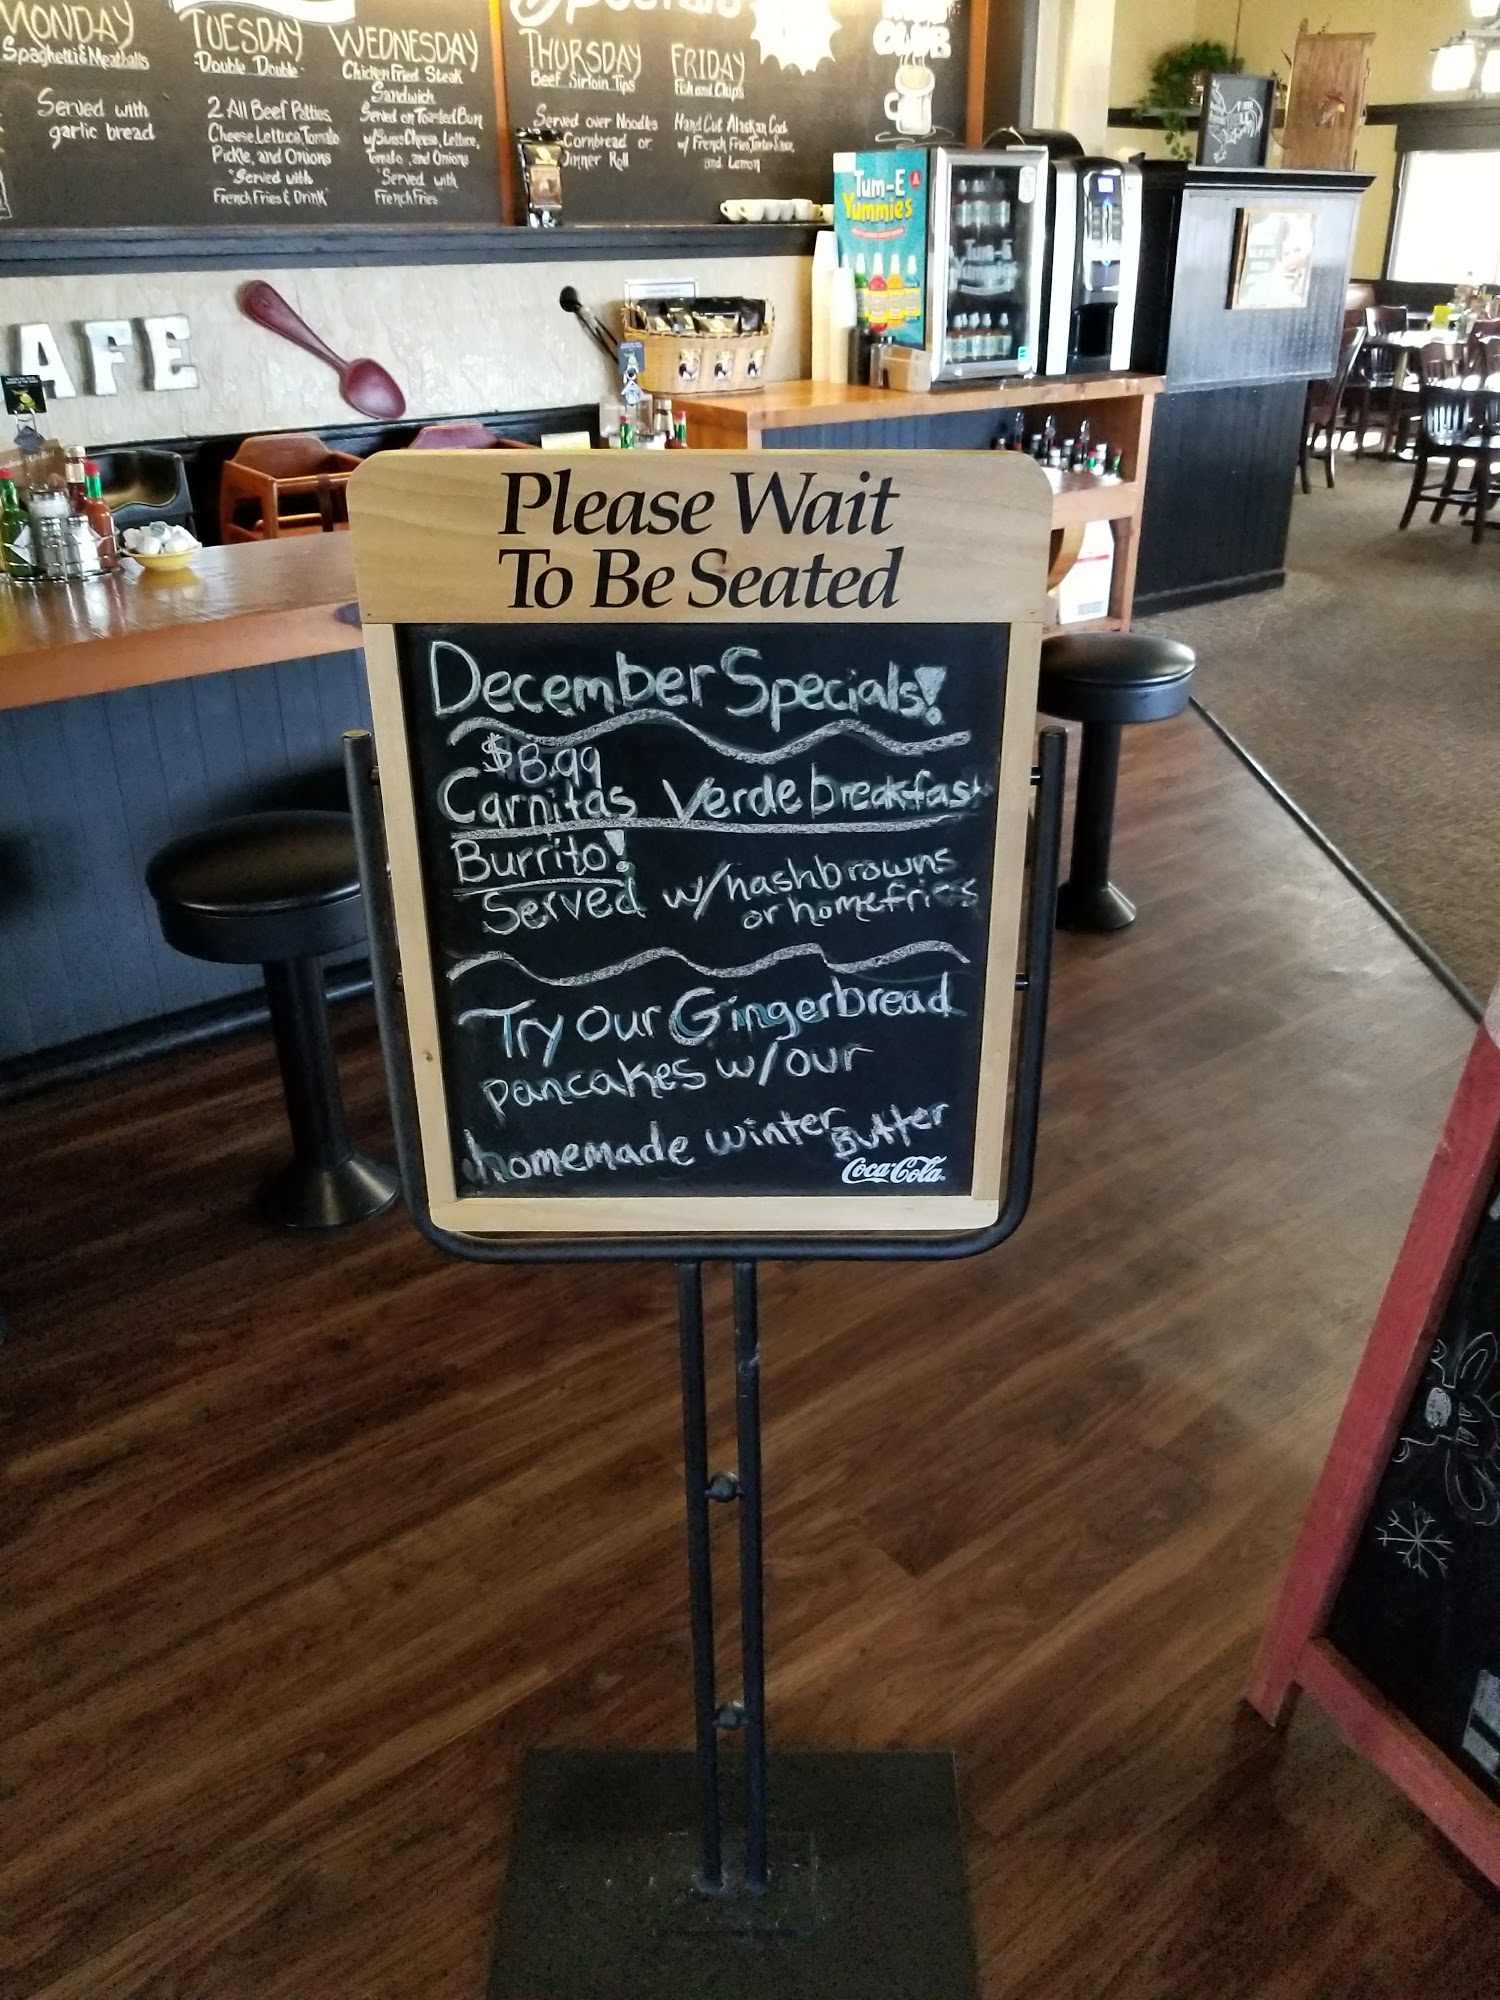 MONDAY
Spaghetti & Meatballs
Served with
garlic bread
TUESDAY
Double Double
2 All Beef Patties,
Cheese, Lettuce, Tomato
Pickle, and Onions
Served with
French Fries & Drink
WEDNESDAY
Chicken Fried Steak
Sandwich
Served on Toasted Bun
w/ Swiss Cheese, Lettuce,
Tomato, and Onions
Served with
French Fries
THURSDAY
Beef Sirloin Tips
Served over Noodles
Cornbread or
Dinner Roll
FRIDAY
Fish and Chips
Hand Cut Alaskan Cod
w/ French Fries, Tartar Sauce,
and Lemon
Tum-E
Yummies
Tum-E
Yummies
AFE
Please Wait
To Be Seated
December Specials!
$8.99
Carnitas Verde breakfast
Burrito!
Served w/ hashbrowns
or homefries
Try our Gingerbread
pancakes w/ our
homemade winter Butter
Coca-Cola